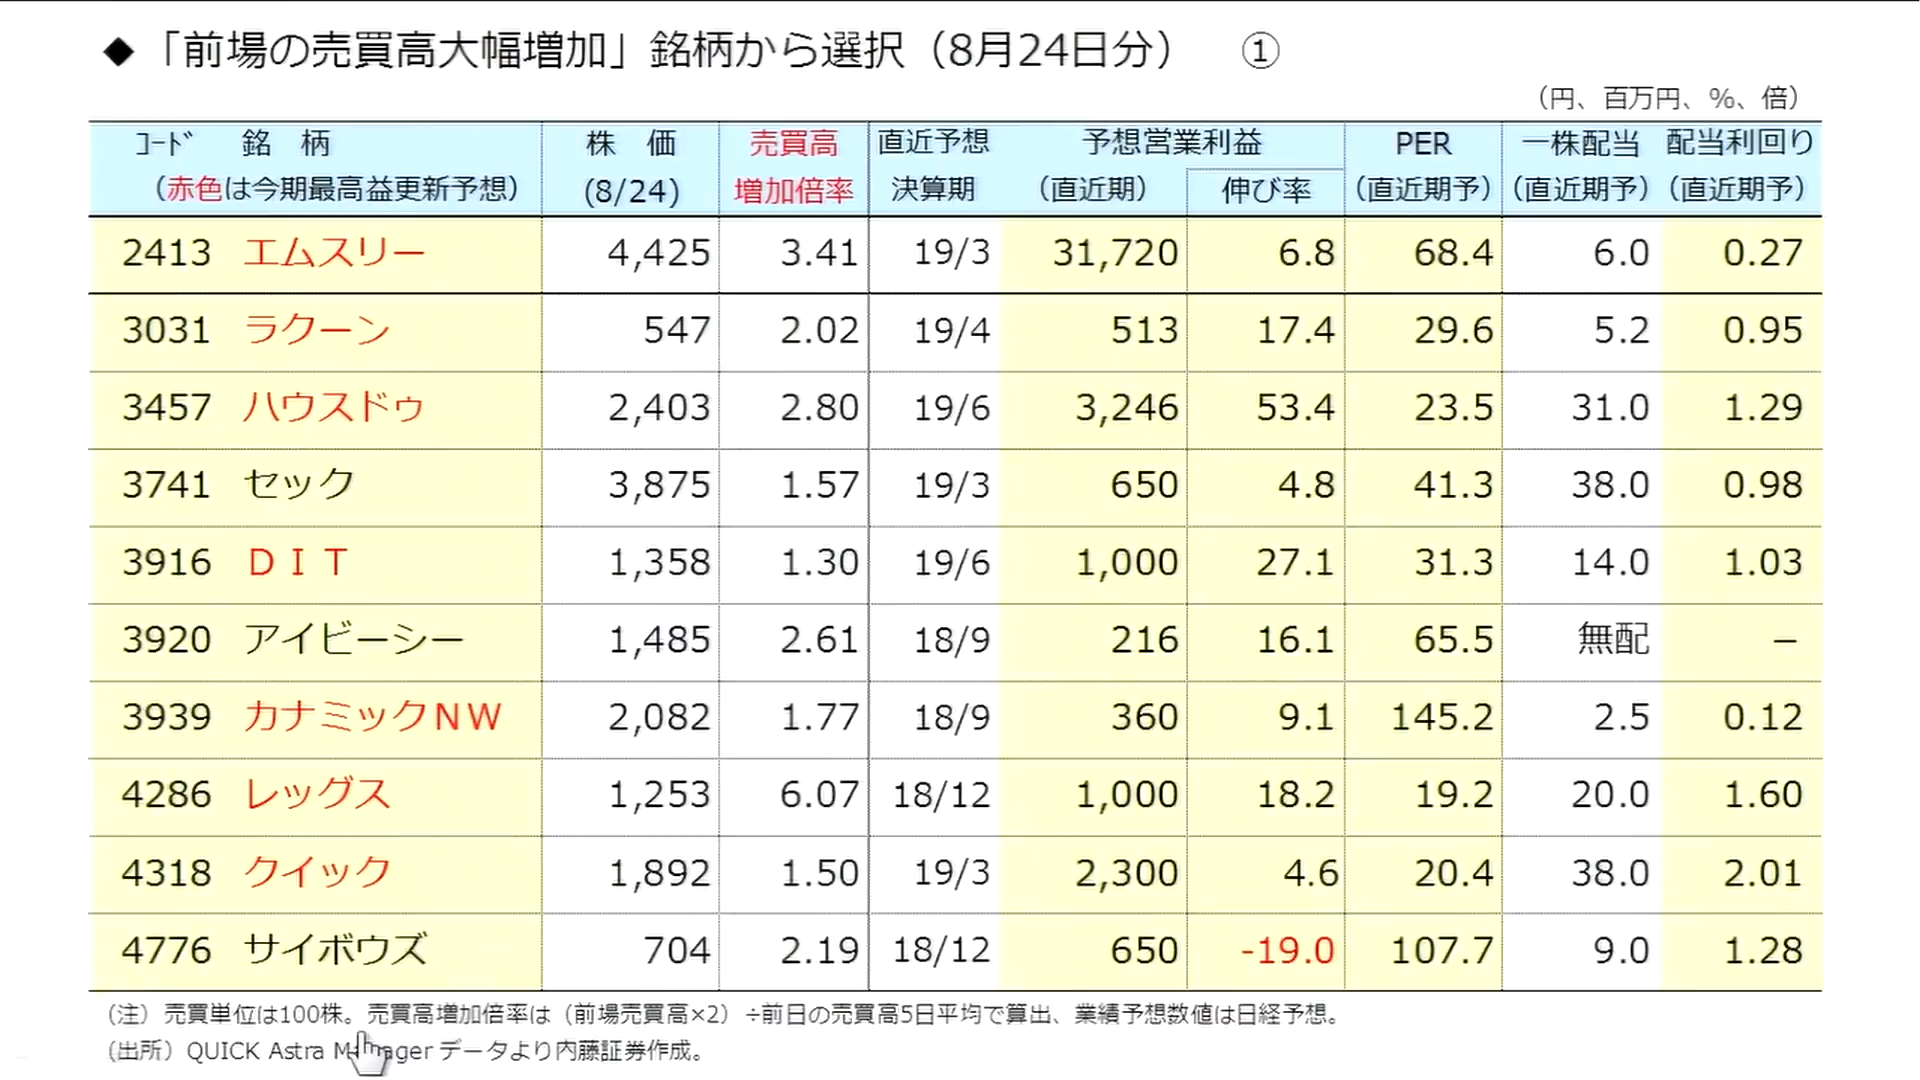 ◆「前場の売買高大幅増加」銘柄から選択（8月24日分）　①
（円、百万円、%、倍）
ｺｰﾄﾞ 銘 柄 株 価 売買高 直近予想 予想営業利益 PER 一株配当 配当利回り
（赤色は今期最高益更新予想） (8/24) 増加倍率 決算期 （直近期） 伸び率 （直近期予） （直近期予） （直近期予）
2413 エムスリー 4,425 3.41 19/3 31,720 6.8 68.4 6.0 0.27
3031 ラクーン 547 2.02 19/4 513 17.4 29.6 5.2 0.95
3457 ハウスドゥ 2,403 2.80 19/6 3,246 53.4 23.5 31.0 1.29
3741 セック 3,875 1.57 19/3 650 4.8 41.3 38.0 0.98
3916 ＤＩＴ 1,358 1.30 19/6 1,000 27.1 31.3 14.0 1.03
3920 アイビーシー 1,485 2.61 18/9 216 16.1 65.5 無配 －
3939 カナミックＮＷ 2,082 1.77 18/9 360 9.1 145.2 2.5 0.12
4286 レッグス 1,253 6.07 18/12 1,000 18.2 19.2 20.0 1.60
4318 クイック 1,892 1.50 19/3 2,300 4.6 20.4 38.0 2.01
4776 サイボウズ 704 2.19 18/12 650 -19.0 107.7 9.0 1.28
（注）売買単位は100株。売買高増加倍率は（前場売買高×2）÷前日の売買高5日平均で算出、業績予想数値は日経予想。
（出所）QUICK Astra Manager データより内藤証券作成。